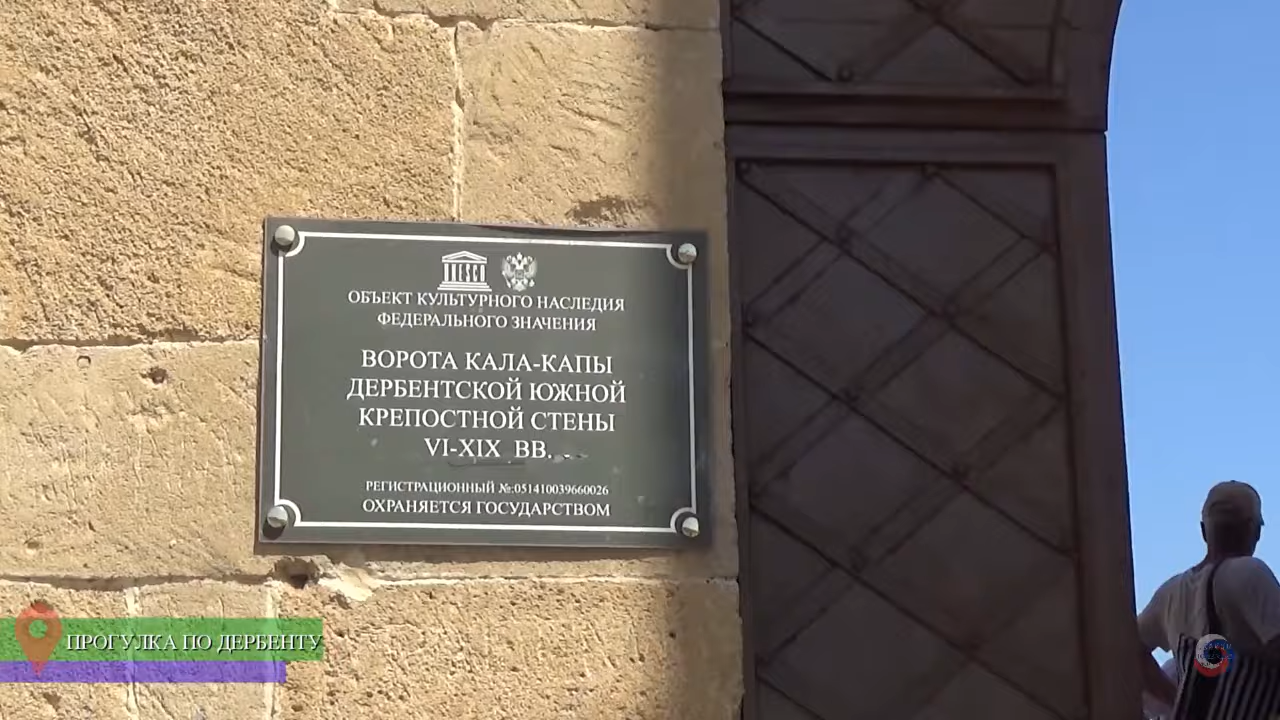 UNESCO
ОБЪЕКТ КУЛЬТУРНОГО НАСЛЕДИЯ
ФЕДЕРАЛЬНОГО ЗНАЧЕНИЯ
ВОРОТА КАЛА-КАПЫ
ДЕРБЕНТСКОЙ ЮЖНОЙ
КРЕПОСТНОЙ СТЕНЫ
VI-XIX ВВ.
РЕГИСТРАЦИОННЫЙ №:051410039660026
ОХРАНЯЕТСЯ ГОСУДАРСТВОМ
ПРОГУЛКА ПО ДЕРБЕНТУ